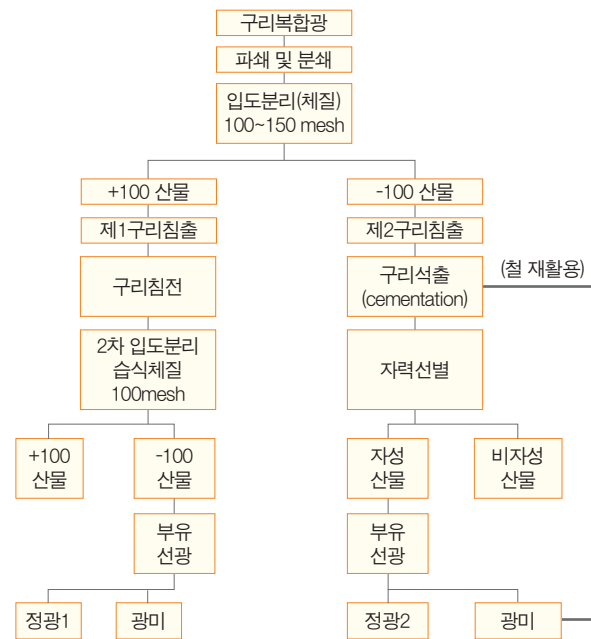 구리복합광
파쇄 및 분쇄
입도분리(체질)
100~150 mesh
+100 산물
-100 산물
제1구리침출
제2구리침출
구리침전
구리석출
(cementation)
(철 재활용)
2차 입도분리
습식체질
100mesh
자력선별
+100
산물
-100
산물
자성
산물
비자성
산물
부유
선광
부유
선광
정광1
광미
정광2
광미